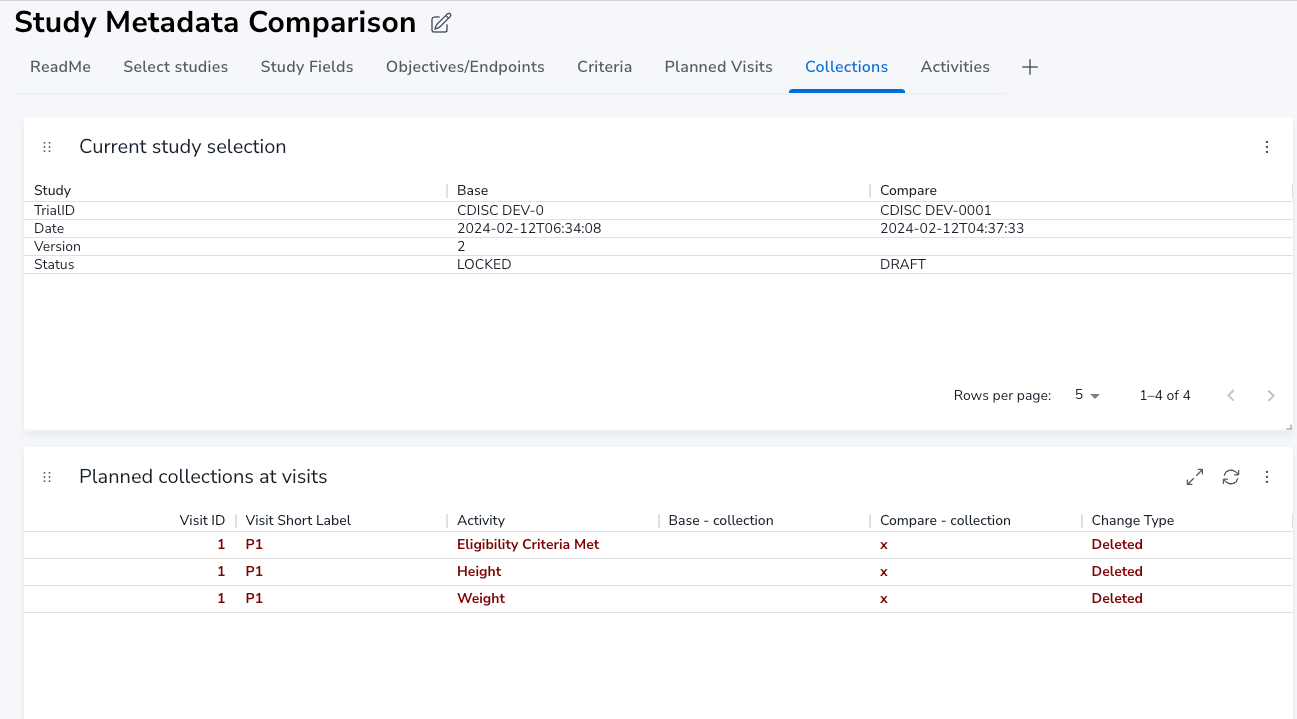 Study Metadata Comparison
ReadMe Select studies Study Fields Objectives/Endpoints Criteria Planned Visits Collections Activities
Current study selection
Study Base Compare
TrialID CDISC DEV-0 CDISC DEV-0001
Date 2024-02-12T06:34:08 2024-02-12T04:37:33
Version 2
Status LOCKED DRAFT
Rows per page: 5 1–4 of 4
Planned collections at visits
Visit ID Visit Short Label Activity Base - collection Compare - collection Change Type
1 P1 Eligibility Criteria Met x Deleted
1 P1 Height x Deleted
1 P1 Weight x Deleted